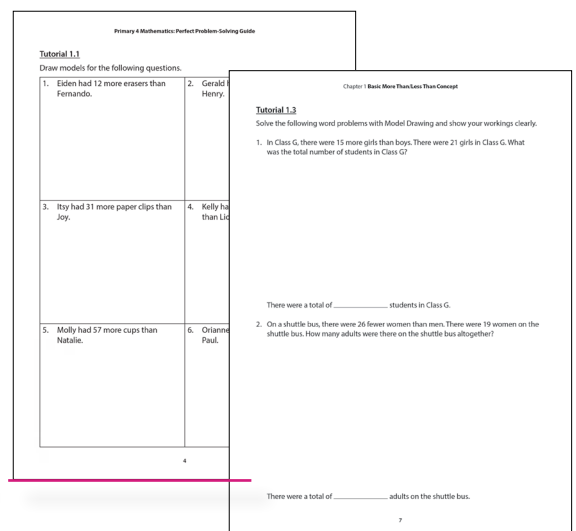 Primary 4 Mathematics: Perfect Problem-Solving Guide
Tutorial 1.1
Draw models for the following questions.
1. Eiden had 12 more erasers than
Fernando.
2. Gerald
Henry.
3. Itsy had 31 more paper clips than
Joy.
4. Kelly ha
than Lio
5. Molly had 57 more cups than
Natalie.
6. Orianne
Paul.
4
Chapter 1 Basic More Than/Less Than Concept
Tutorial 1.3
Solve the following word problems with Model Drawing and show your workings clearly.
1. In Class G, there were 15 more girls than boys. There were 21 girls in Class G. What
was the total number of students in Class G?
There were a total of ____________ students in Class G.
2. On a shuttle bus, there were 26 fewer women than men. There were 19 women on the
shuttle bus. How many adults were there on the shuttle bus altogether?
There were a total of ____________ adults on the shuttle bus.
7